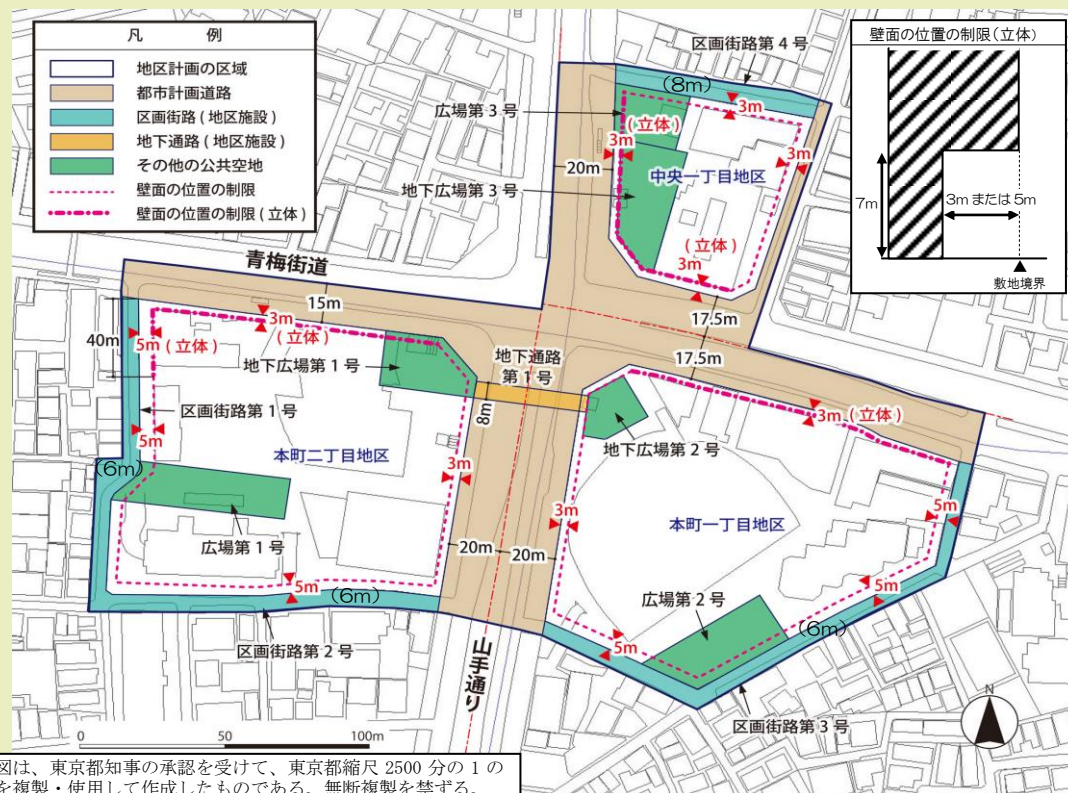 凡 例
地区計画の区域
都市計画道路
区画街路(地区施設)
地下通路(地区施設)
その他の公共空地
壁面の位置の制限
壁面の位置の制限(立体)
壁面の位置の制限(立体)
7m
3m または 5m
敷地境界
区画街路第4号
(8m)
広場第3号
3m
(立体)
3m
3m
20m
中央一丁目地区
地下広場第3号
(立体)
3m
青梅街道
15m
17.5m
17.5m
40m
5m
(立体)
3m
(立体)
地下広場第1号
地下通路
第1号
8m
3m
(立体)
区画街路第1号
5m
地下広場第2号
(6m)
本町二丁目地区
3m
3m
本町一丁目地区
5m
広場第1号
20m
20m
5m
(6m)
5m
広場第2号
(6m)
5m
区画街路第2号
山手通り
区画街路第3号
N
0 50 100m
図は、東京都知事の承認を受けて、東京都縮尺 2500 分の 1 の
を複製・使用して作成したものである。無断複製を禁ずる。